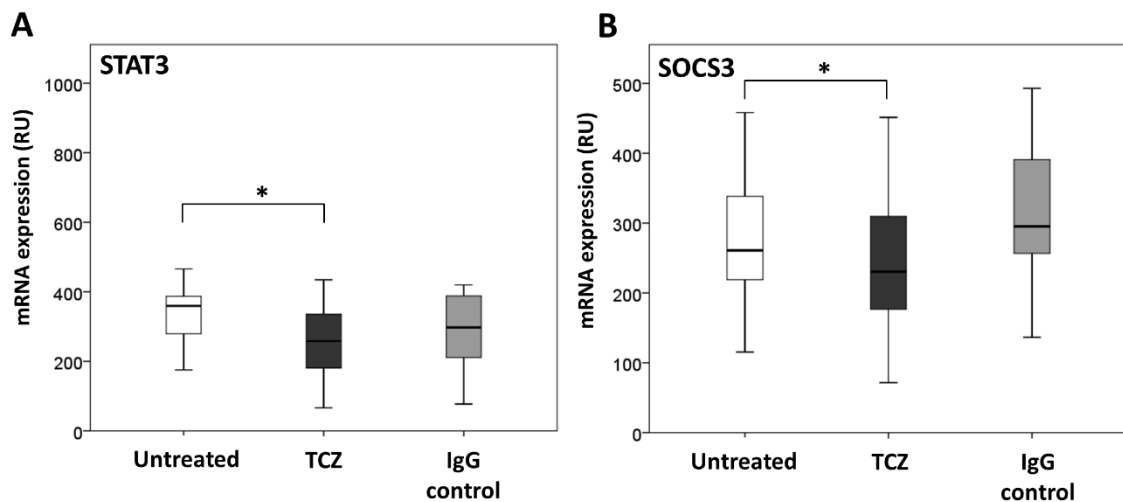 A
STAT3
mRNA expression (RU)
1000
800
600
400
200
0
*
Untreated
TCZ
IgG
control
B
SOCS3
mRNA expression (RU)
500
400
300
200
100
0
*
Untreated
TCZ
IgG
control